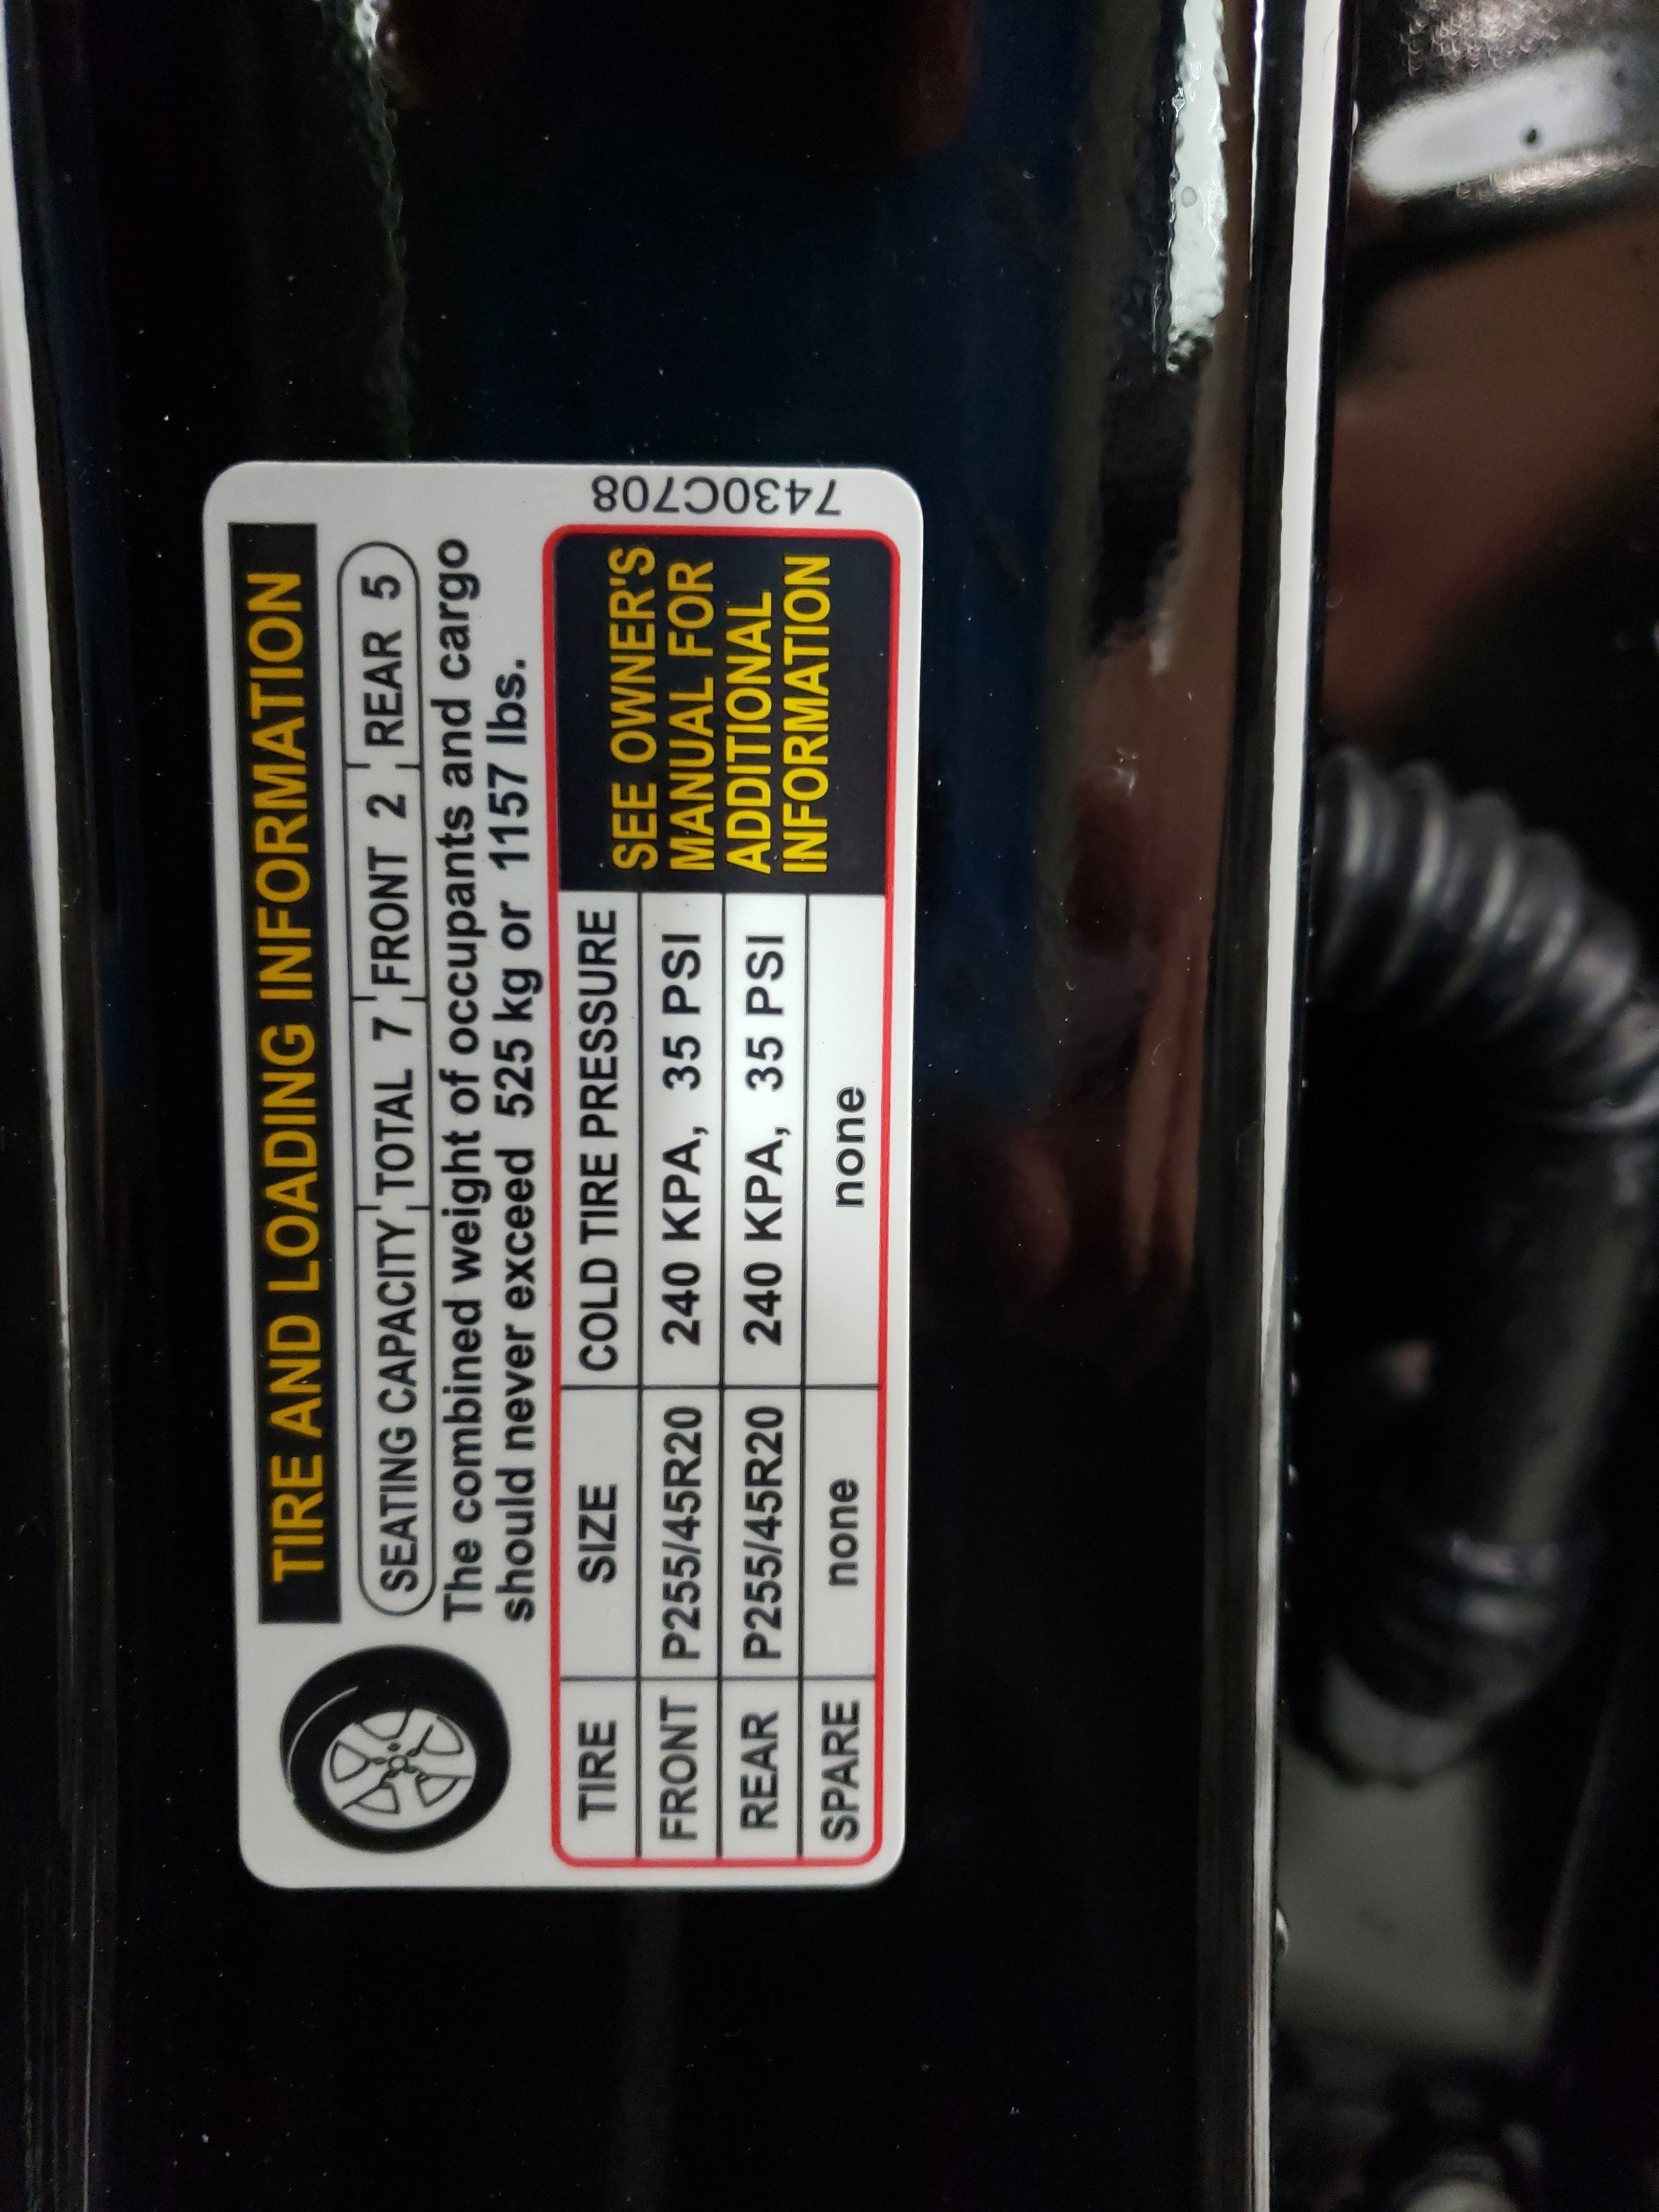 TIRE AND LOADING INFORMATION
SEATING CAPACITY TOTAL 7 FRONT 2 REAR 5
The combined weight of occupants and cargo
should never exceed 525 kg or 1157 lbs.
TIRE SIZE COLD TIRE PRESSURE
FRONT P255/45R20 240 KPA, 35 PSI
REAR P255/45R20 240 KPA, 35 PSI
SPARE none none
SEE OWNER'S
MANUAL FOR
ADDITIONAL
INFORMATION
7430C708